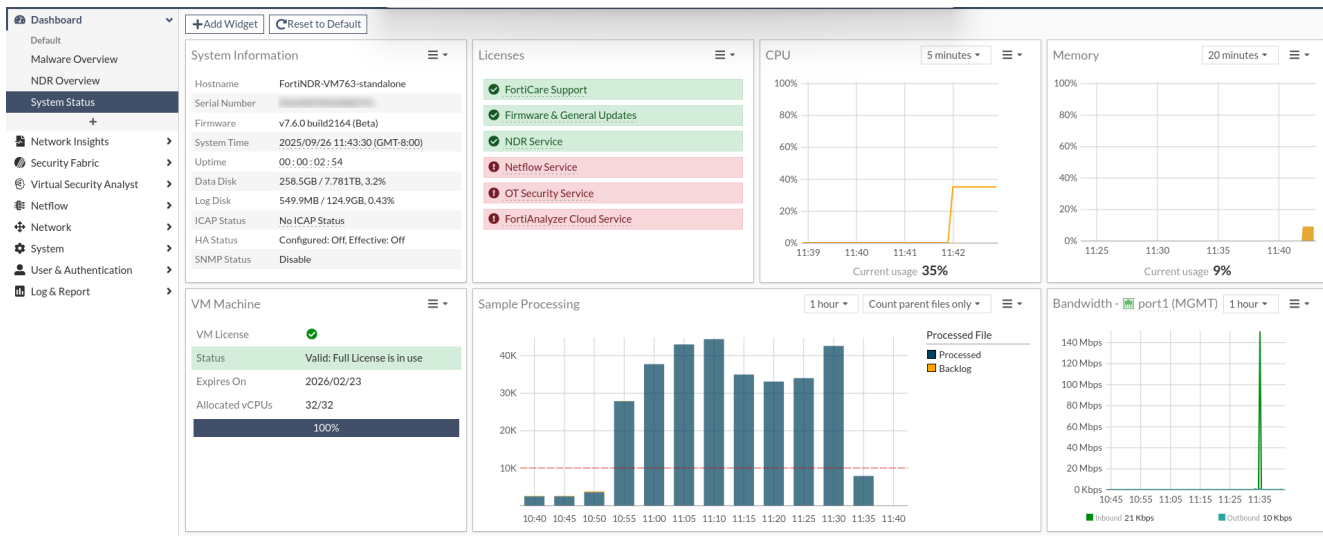 Dashboard
Default
Malware Overview
NDR Overview
System Status
+
Network Insights
Security Fabric
Virtual Security Analyst
Netflow
Network
System
User & Authentication
Log & Report
+Add Widget
Reset to Default
System Information
Hostname FortiNDR-VM763-standalone
Serial Number
Firmware v7.6.0 build2164 (Beta)
System Time 2025/09/26 11:43:30 (GMT-8:00)
Uptime 00:00:02:54
Data Disk 258.5GB / 7.781TB, 3.2%
Log Disk 549.9MB / 124.9GB, 0.43%
ICAP Status No ICAP Status
HA Status Configured: Off, Effective: Off
SNMP Status Disable
Licenses
FortiCare Support
Firmware & General Updates
NDR Service
Netflow Service
OT Security Service
FortiAnalyzer Cloud Service
CPU 5 minutes
100%
80%
60%
40%
20%
0%
11:39 11:40 11:41 11:42
Current usage 35%
Memory 20 minutes
100%
80%
60%
40%
20%
0%
11:25 11:30 11:35 11:40
Current usage 9%
VM Machine
VM License
Status Valid: Full License is in use
Expires On 2026/02/23
Allocated vCPUs 32/32
100%
Sample Processing 1 hour Count parent files only
40K
30K
20K
10K
10:40 10:45 10:50 10:55 11:00 11:05 11:10 11:15 11:20 11:25 11:30 11:35 11:40
Processed File
Processed
Backlog
Bandwidth - port1 (MGMT) 1 hour
140 Mbps
120 Mbps
100 Mbps
80 Mbps
60 Mbps
40 Mbps
20 Mbps
0 Kbps
10:45 10:55 11:05 11:15 11:25 11:35
Inbound 21 Kbps Outbound 10 Kbps